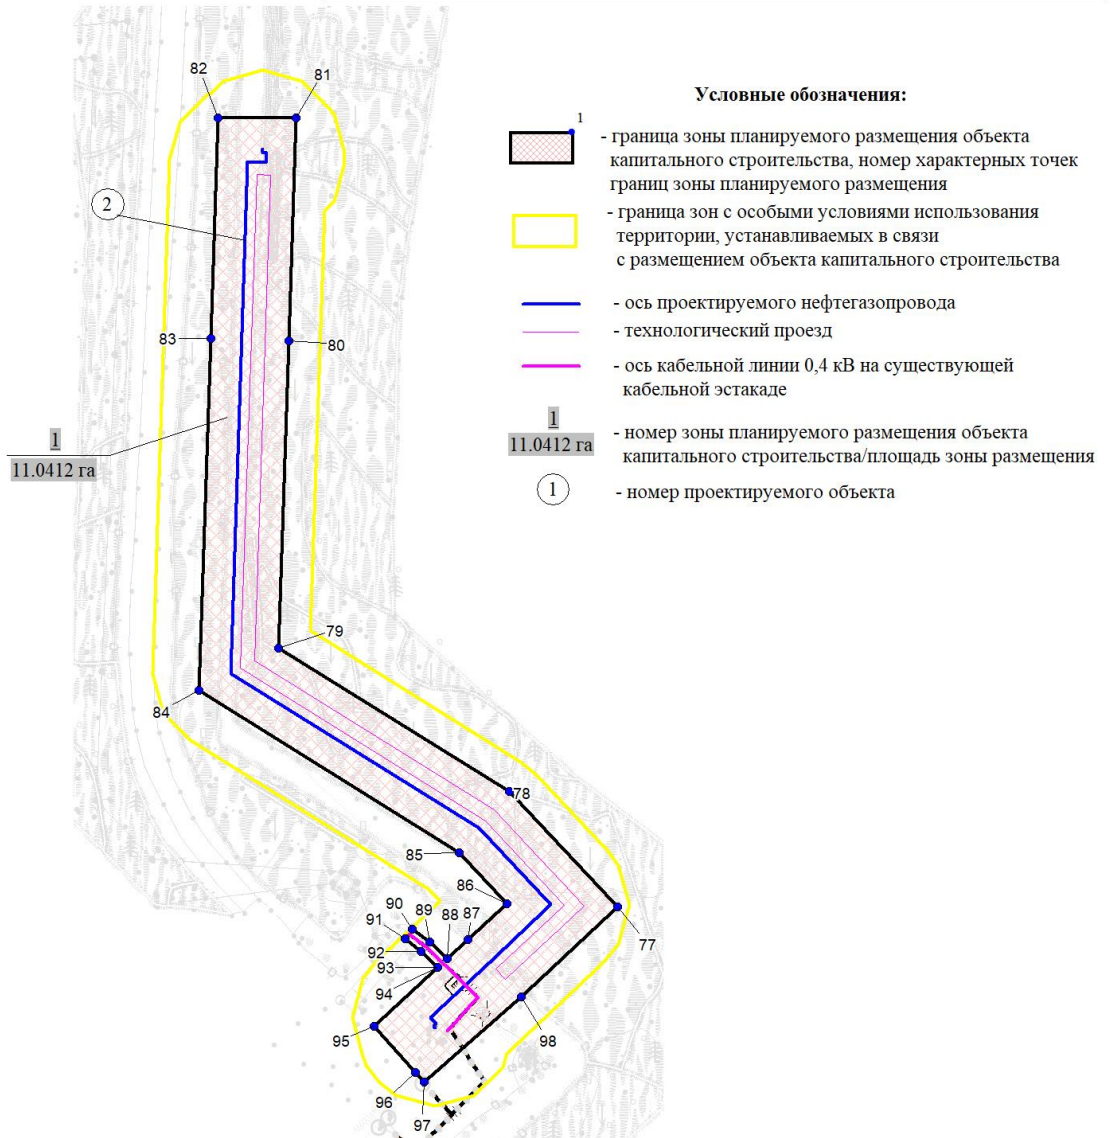 Условные обозначения:
1
- граница зоны планируемого размещения объекта
капитального строительства, номер характерных точек
границ зоны планируемого размещения
- граница зон с особыми условиями использования
территории, устанавливаемых в связи
с размещением объекта капитального строительства
- ось проектируемого нефтегазопровода
- технологический проезд
- ось кабельной линии 0,4 кВ на существующей
кабельной эстакаде
1
11.0412 га
- номер зоны планируемого размещения объекта
капитального строительства/площадь зоны размещения
1
- номер проектируемого объекта
82
81
2
83
80
1
11.0412 га
79
84
78
85
86
90
89
88
87
91
92
93
94
77
95
98
96
97